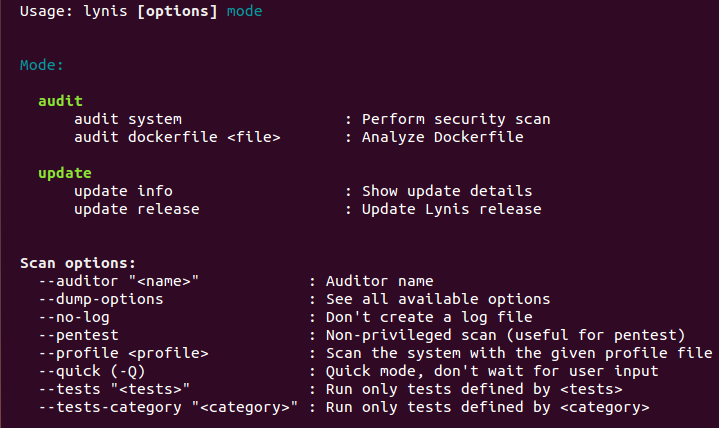 Usage: lynis [options] mode
Mode:
audit
audit system : Perform security scan
audit dockerfile <file> : Analyze Dockerfile
update
update info : Show update details
update release : Update Lynis release
Scan options:
--auditor "<name>" : Auditor name
--dump-options : See all available options
--no-log : Don't create a log file
--pentest : Non-privileged scan (useful for pentest)
--profile <profile> : Scan the system with the given profile file
--quick (-Q) : Quick mode, don't wait for user input
--tests "<tests>" : Run only tests defined by <tests>
--tests-category "<category>" : Run only tests defined by <category>